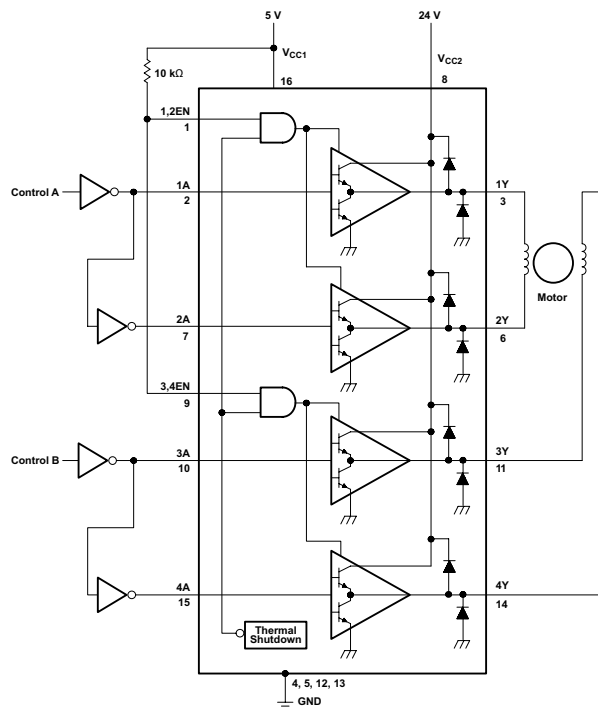 5 V
24 V
VCC1
VCC2
10 kΩ
16
8
1,2EN
1
Control A
1A
2
1Y
3
Motor
2A
7
2Y
6
3,4EN
9
Control B
3A
10
3Y
11
4A
15
4Y
14
Thermal
Shutdown
4, 5, 12, 13
GND